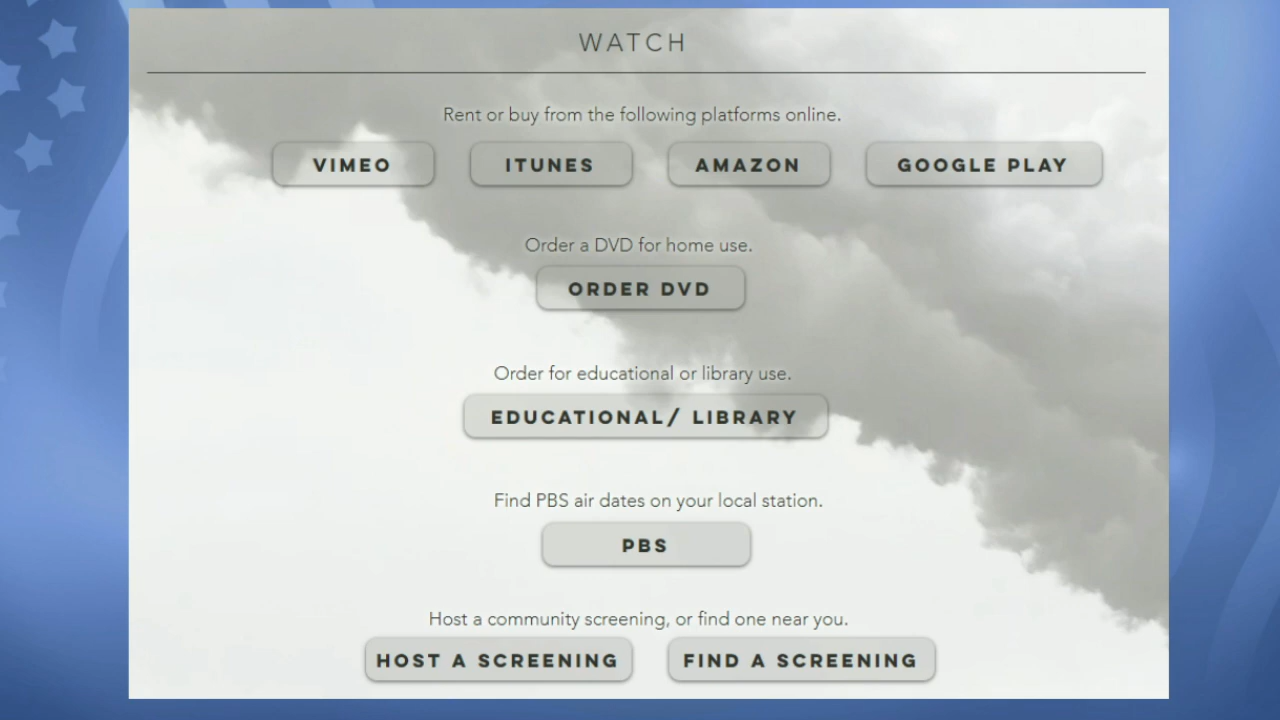 WATCH
Rent or buy from the following platforms online.
VIMEO ITUNES AMAZON GOOGLE PLAY
Order a DVD for home use.
ORDER DVD
Order for educational or library use.
EDUCATIONAL/ LIBRARY
Find PBS air dates on your local station.
PBS
Host a community screening, or find one near you.
HOST A SCREENING FIND A SCREENING